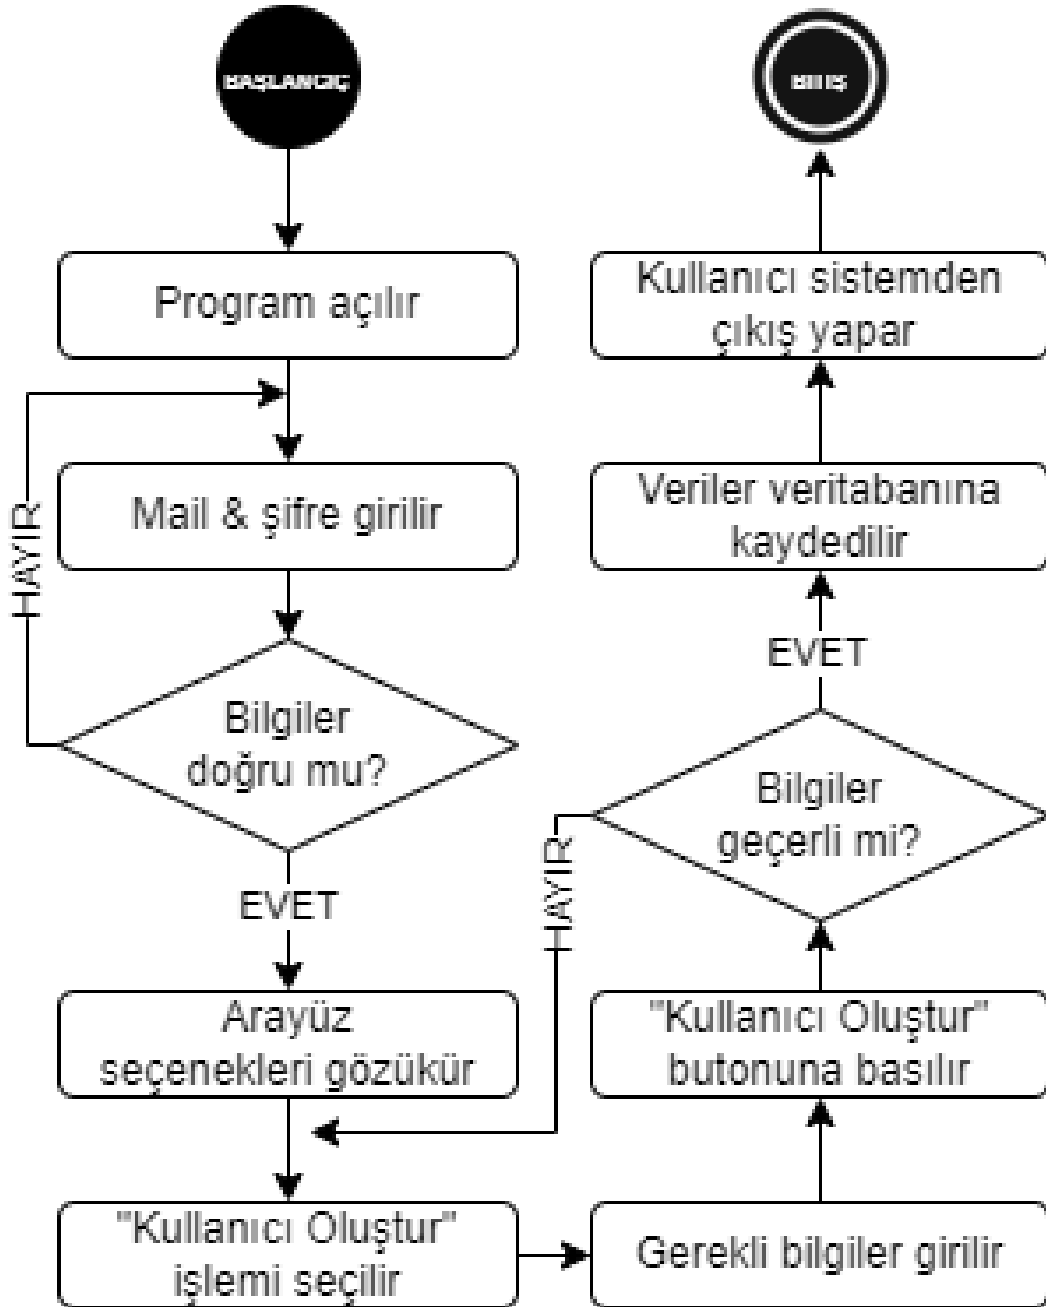 BAŞLANGIÇ
Program açılır
Mail & şifre girilir
HAYIR
Bilgiler
doğru mu?
EVET
Arayüz
seçenekleri gözükür
"Kullanıcı Oluştur"
işlemi seçilir
Gerekli bilgiler girilir
"Kullanıcı Oluştur"
butonuna basılır
Bilgiler
geçerli mi?
HAYIR
EVET
Veriler veritabanına
kaydedilir
Kullanıcı sistemden
çıkış yapar
BİTİŞ